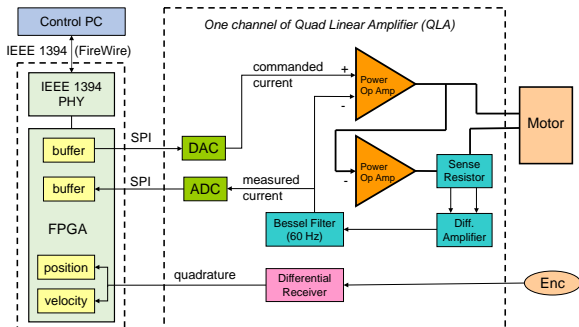 Control PC
One channel of Quad Linear Amplifier (QLA)
IEEE 1394 (FireWire)
IEEE 1394
PHY
commanded
current
+
-
Power
Op Amp
Motor
buffer
SPI
DAC
buffer
SPI
ADC
measured
current
-
Power
Op Amp
Sense
Resistor
FPGA
Bessel Filter
(60 Hz)
Diff.
Amplifier
position
velocity
quadrature
Differential
Receiver
Enc